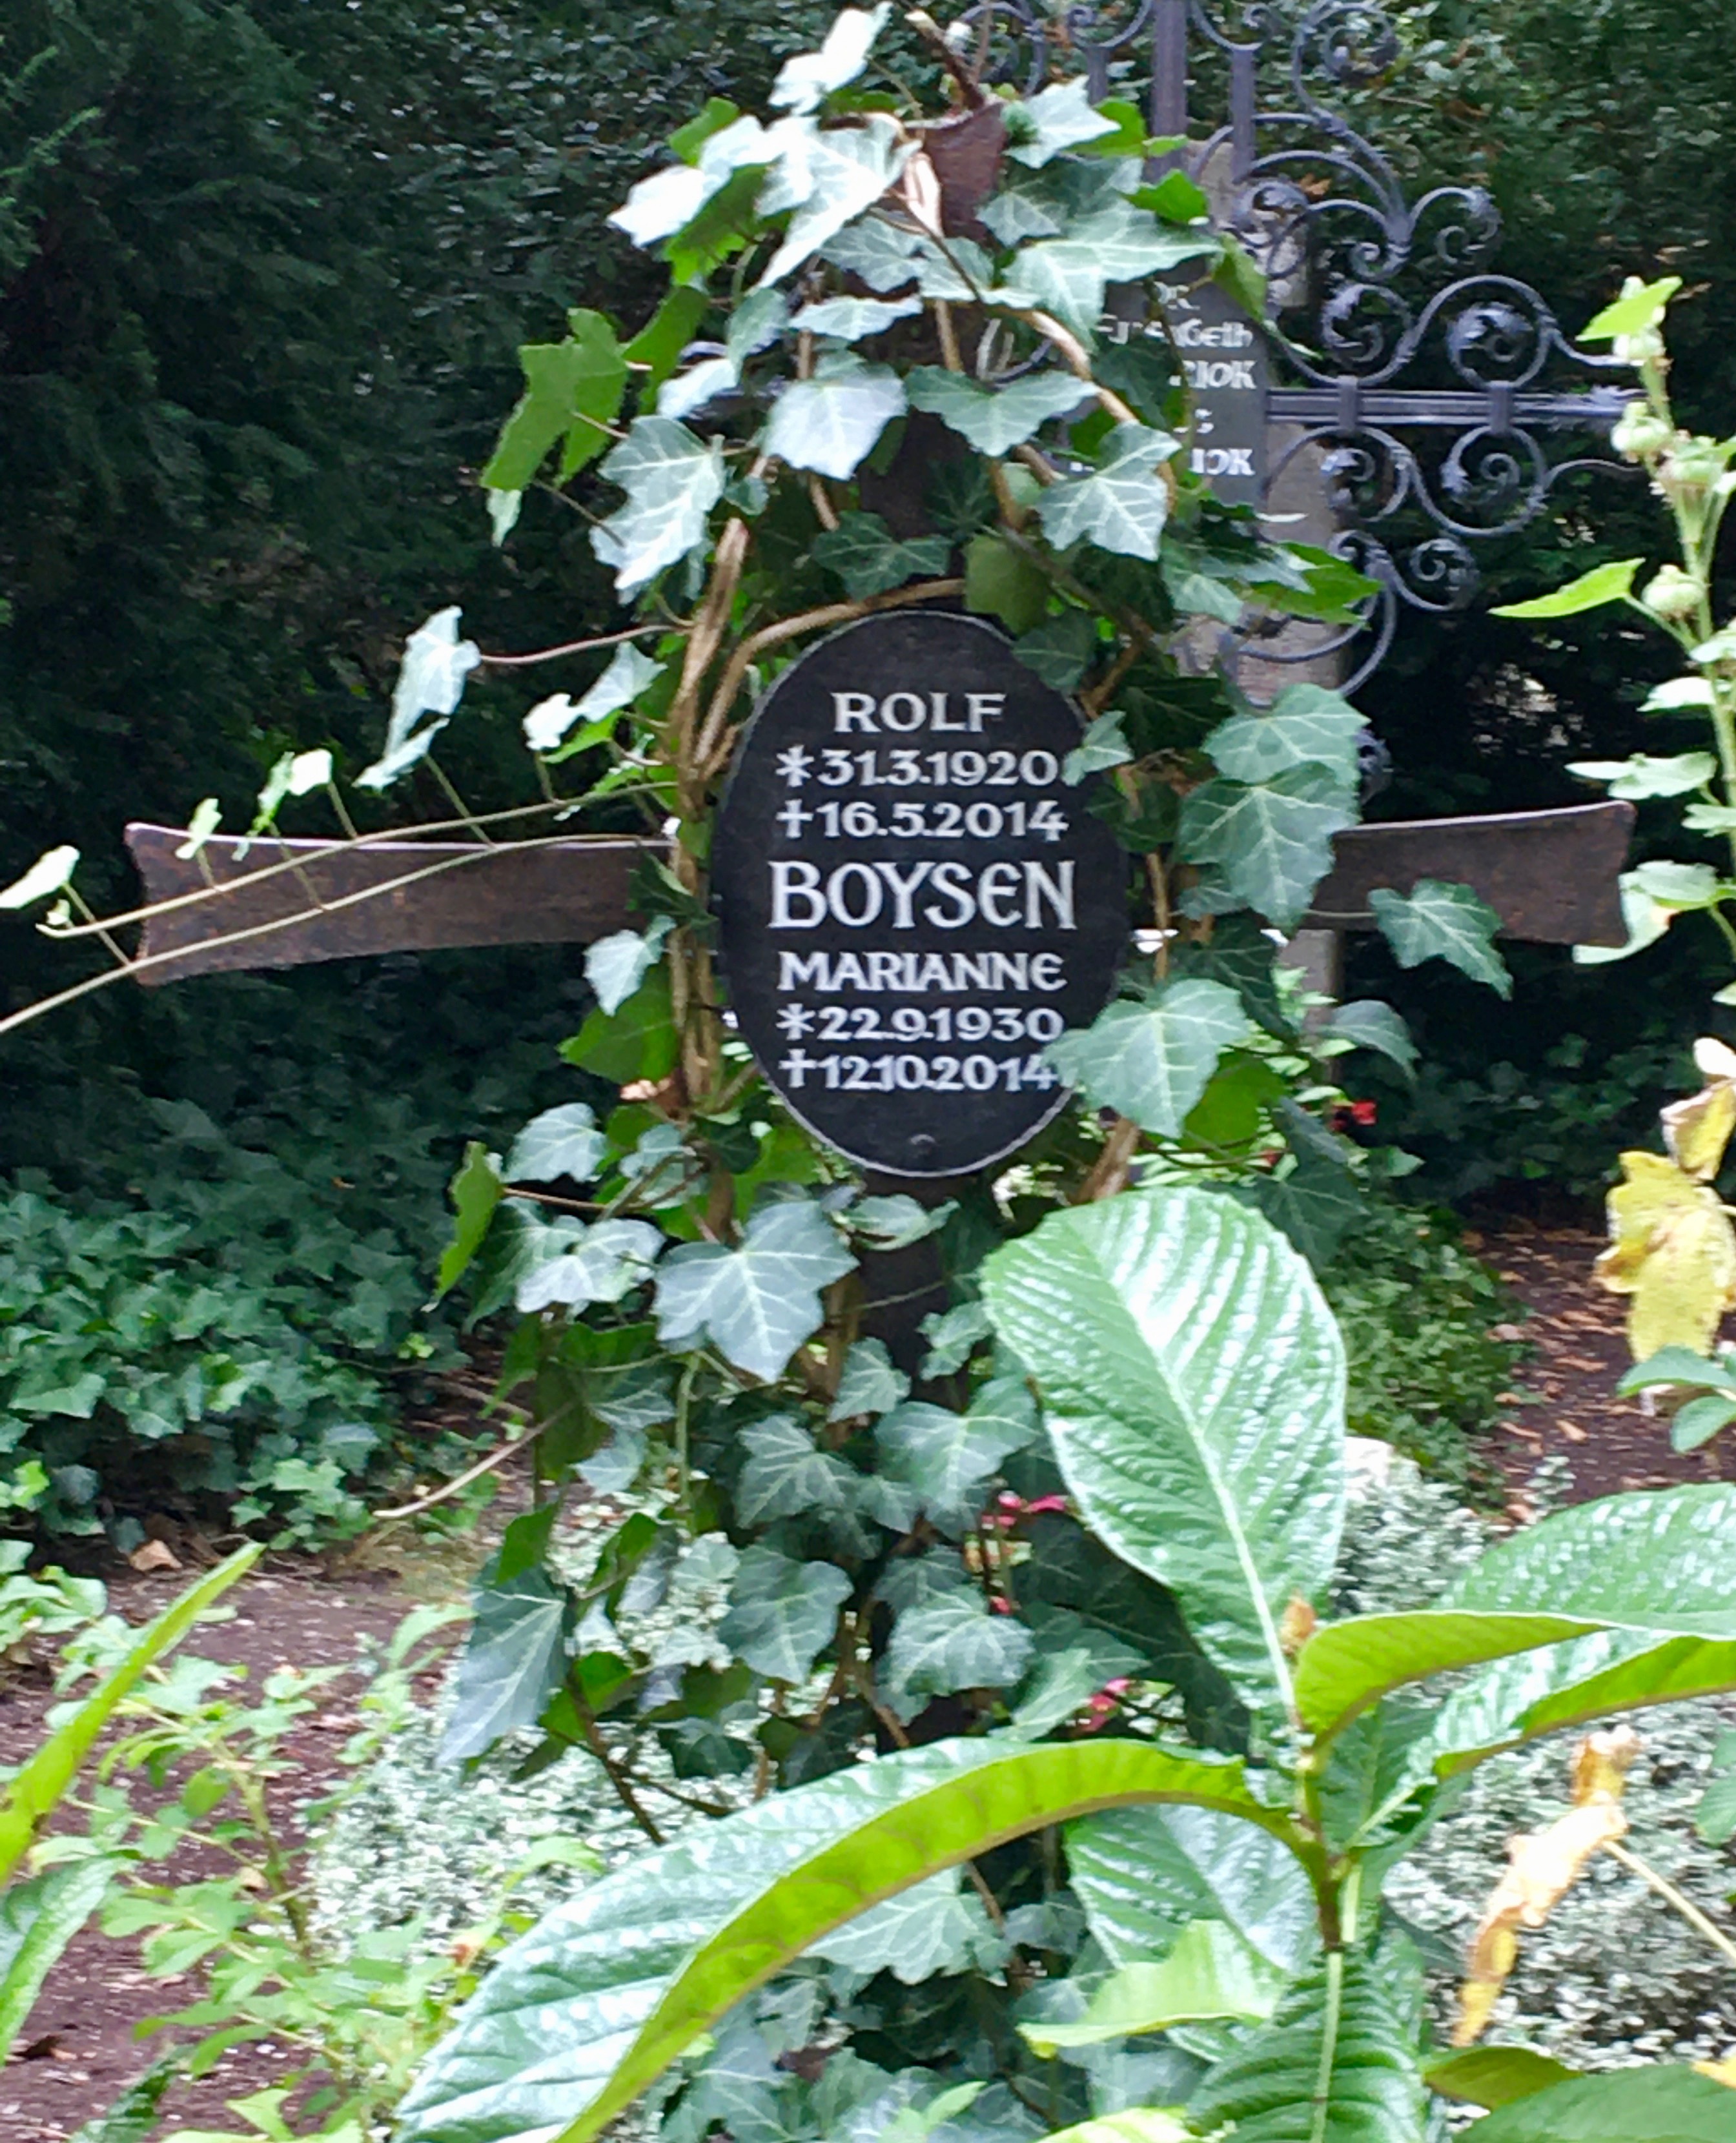 ROLF
*31.3.1920
†16.5.2014
BOYSEN
MARIANNE
*22.9.1930
†12.10.2014